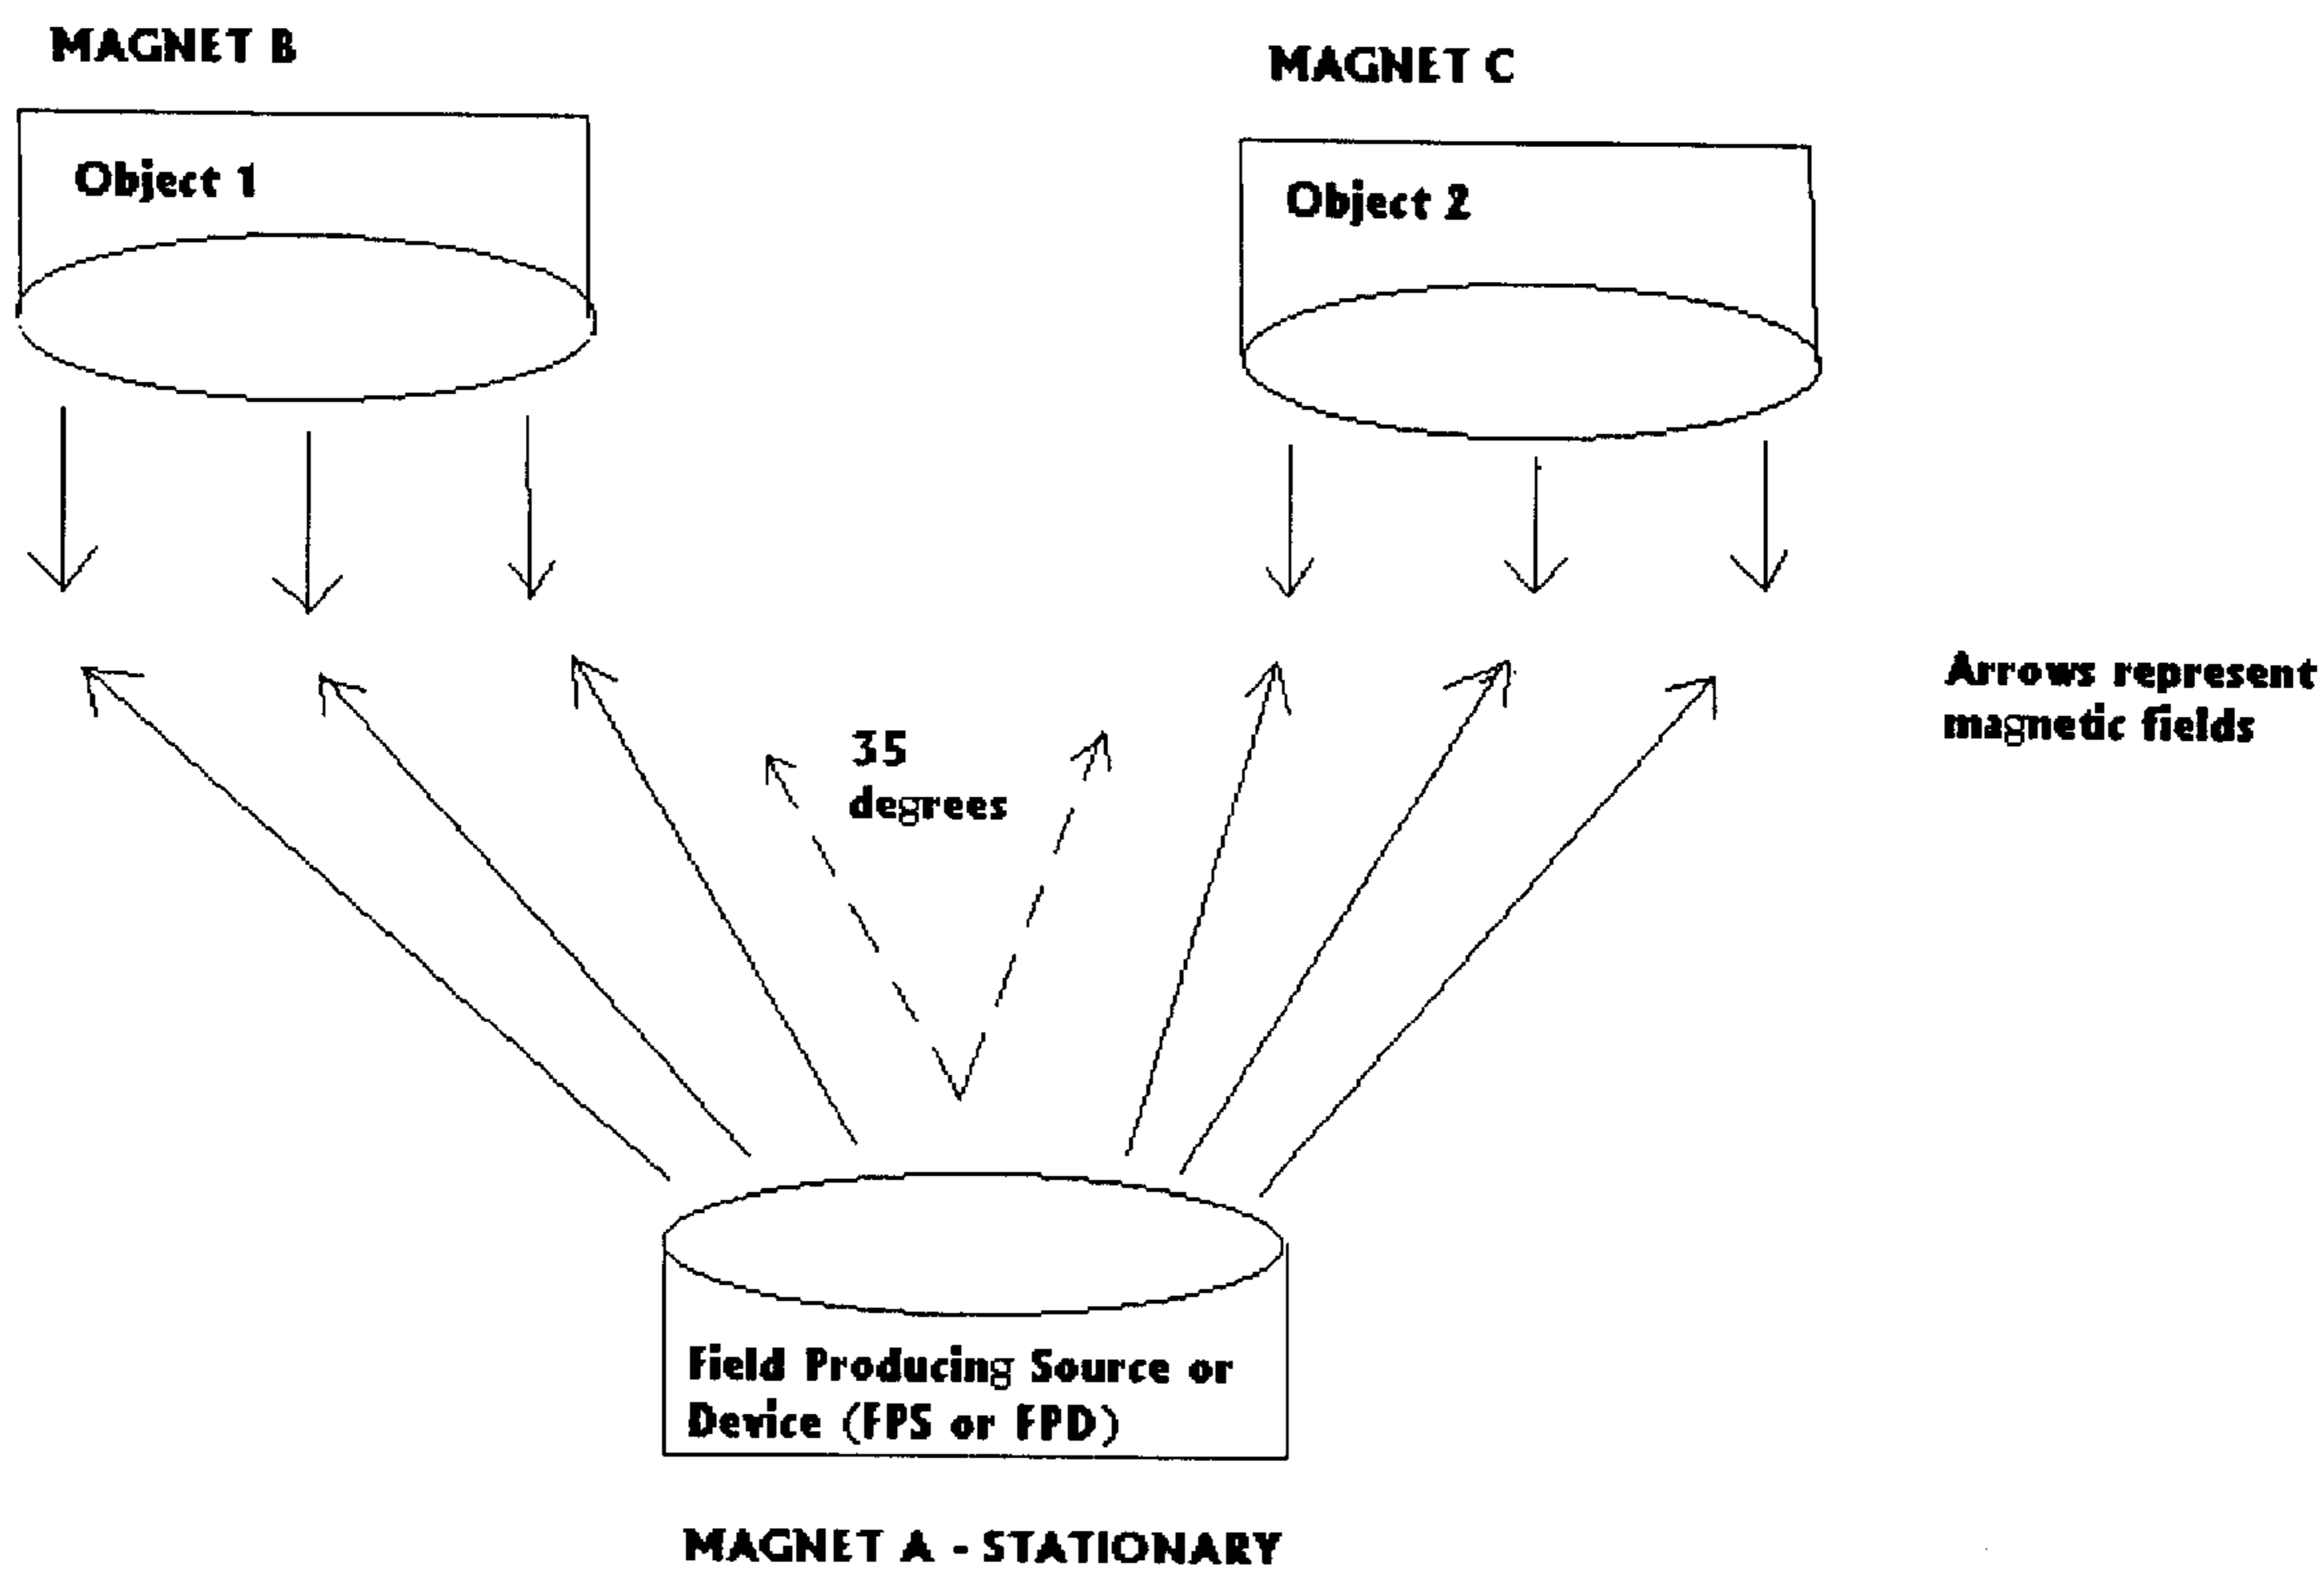 MAGNET B
MAGNET C
Object 1
Object 2
Arrows represent
magnetic fields
35
degrees
Field Producing Source or
Device (FPS or FPD)
MAGNET A - STATIONARY